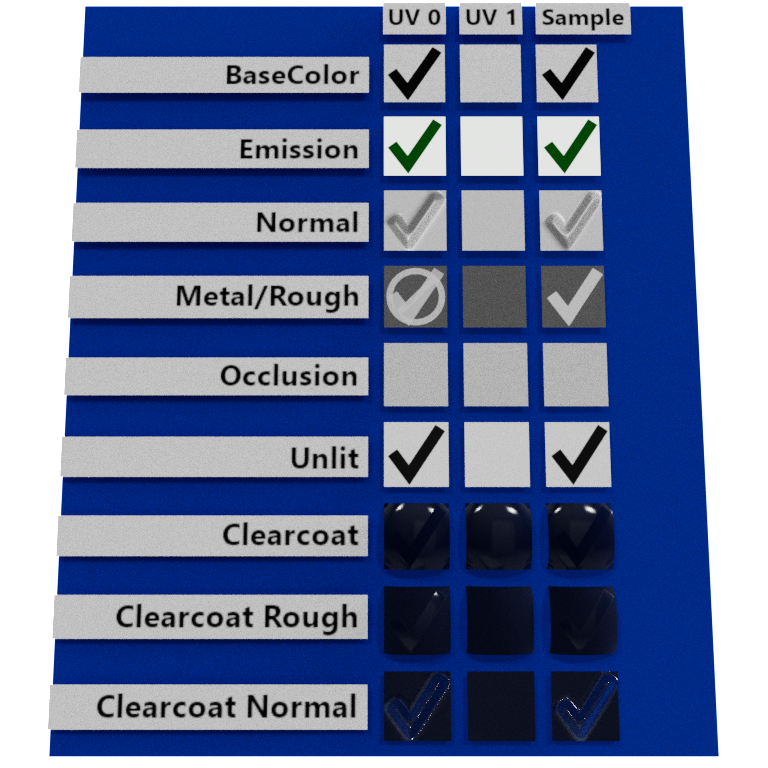 UV 0 UV 1 Sample
BaseColor
Emission
Normal
Metal/Rough
Occlusion
Unlit
Clearcoat
Clearcoat Rough
Clearcoat Normal